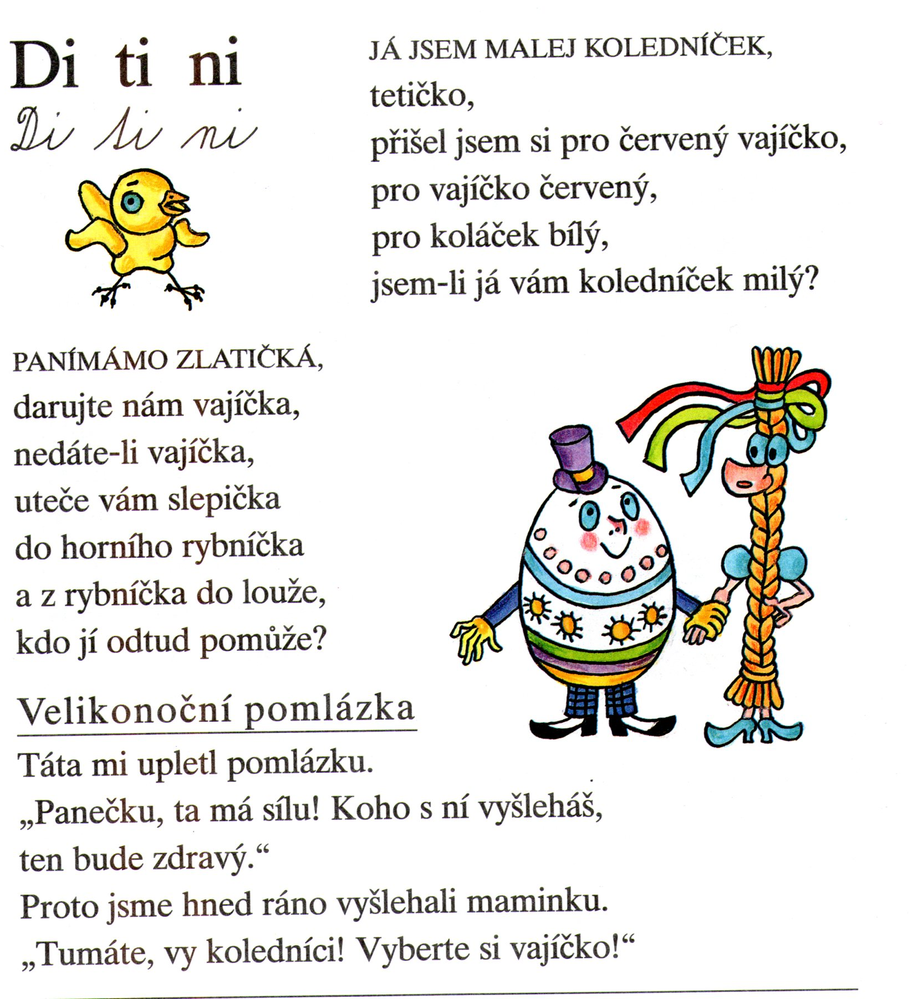 Di ti ni
Di ti ni
JÁ JSEM MALEJ KOLEDNÍČEK,
tetičko,
přišel jsem si pro červený vajíčko,
pro vajíčko červený,
pro koláček bílý,
jsem-li já vám koledníček milý?
PANÍMÁMO ZLATIČKÁ,
darujte nám vajíčka,
nedáte-li vajíčka,
uteče vám slepička
do horního rybníčka
a z rybníčka do louže,
kdo jí odtud pomůže?
Velikonoční pomlázka
Táta mi upletl pomlázku.
„Panečku, ta má sílu! Koho s ní vyšleháš,
ten bude zdravý.“
Proto jsme hned ráno vyšlehali maminku.
„Tumáte, vy koledníci! Vyberte si vajíčko!“